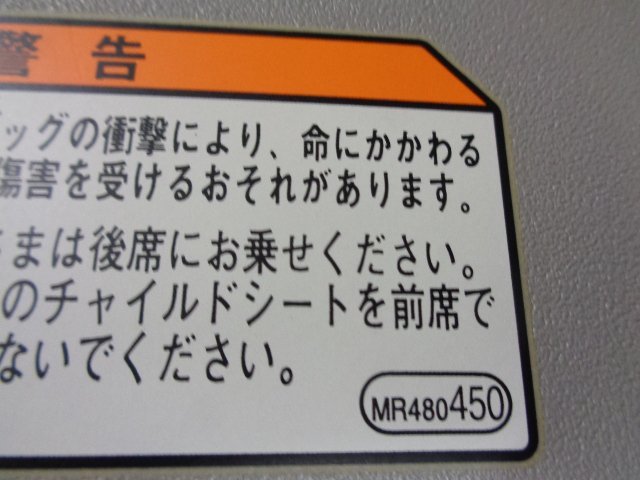 警告
ッグの衝撃により、命にかかわる
傷害を受けるおそれがあります。
まは後席にお乗せください。
のチャイルドシートを前席で
ないでください。
MR480450